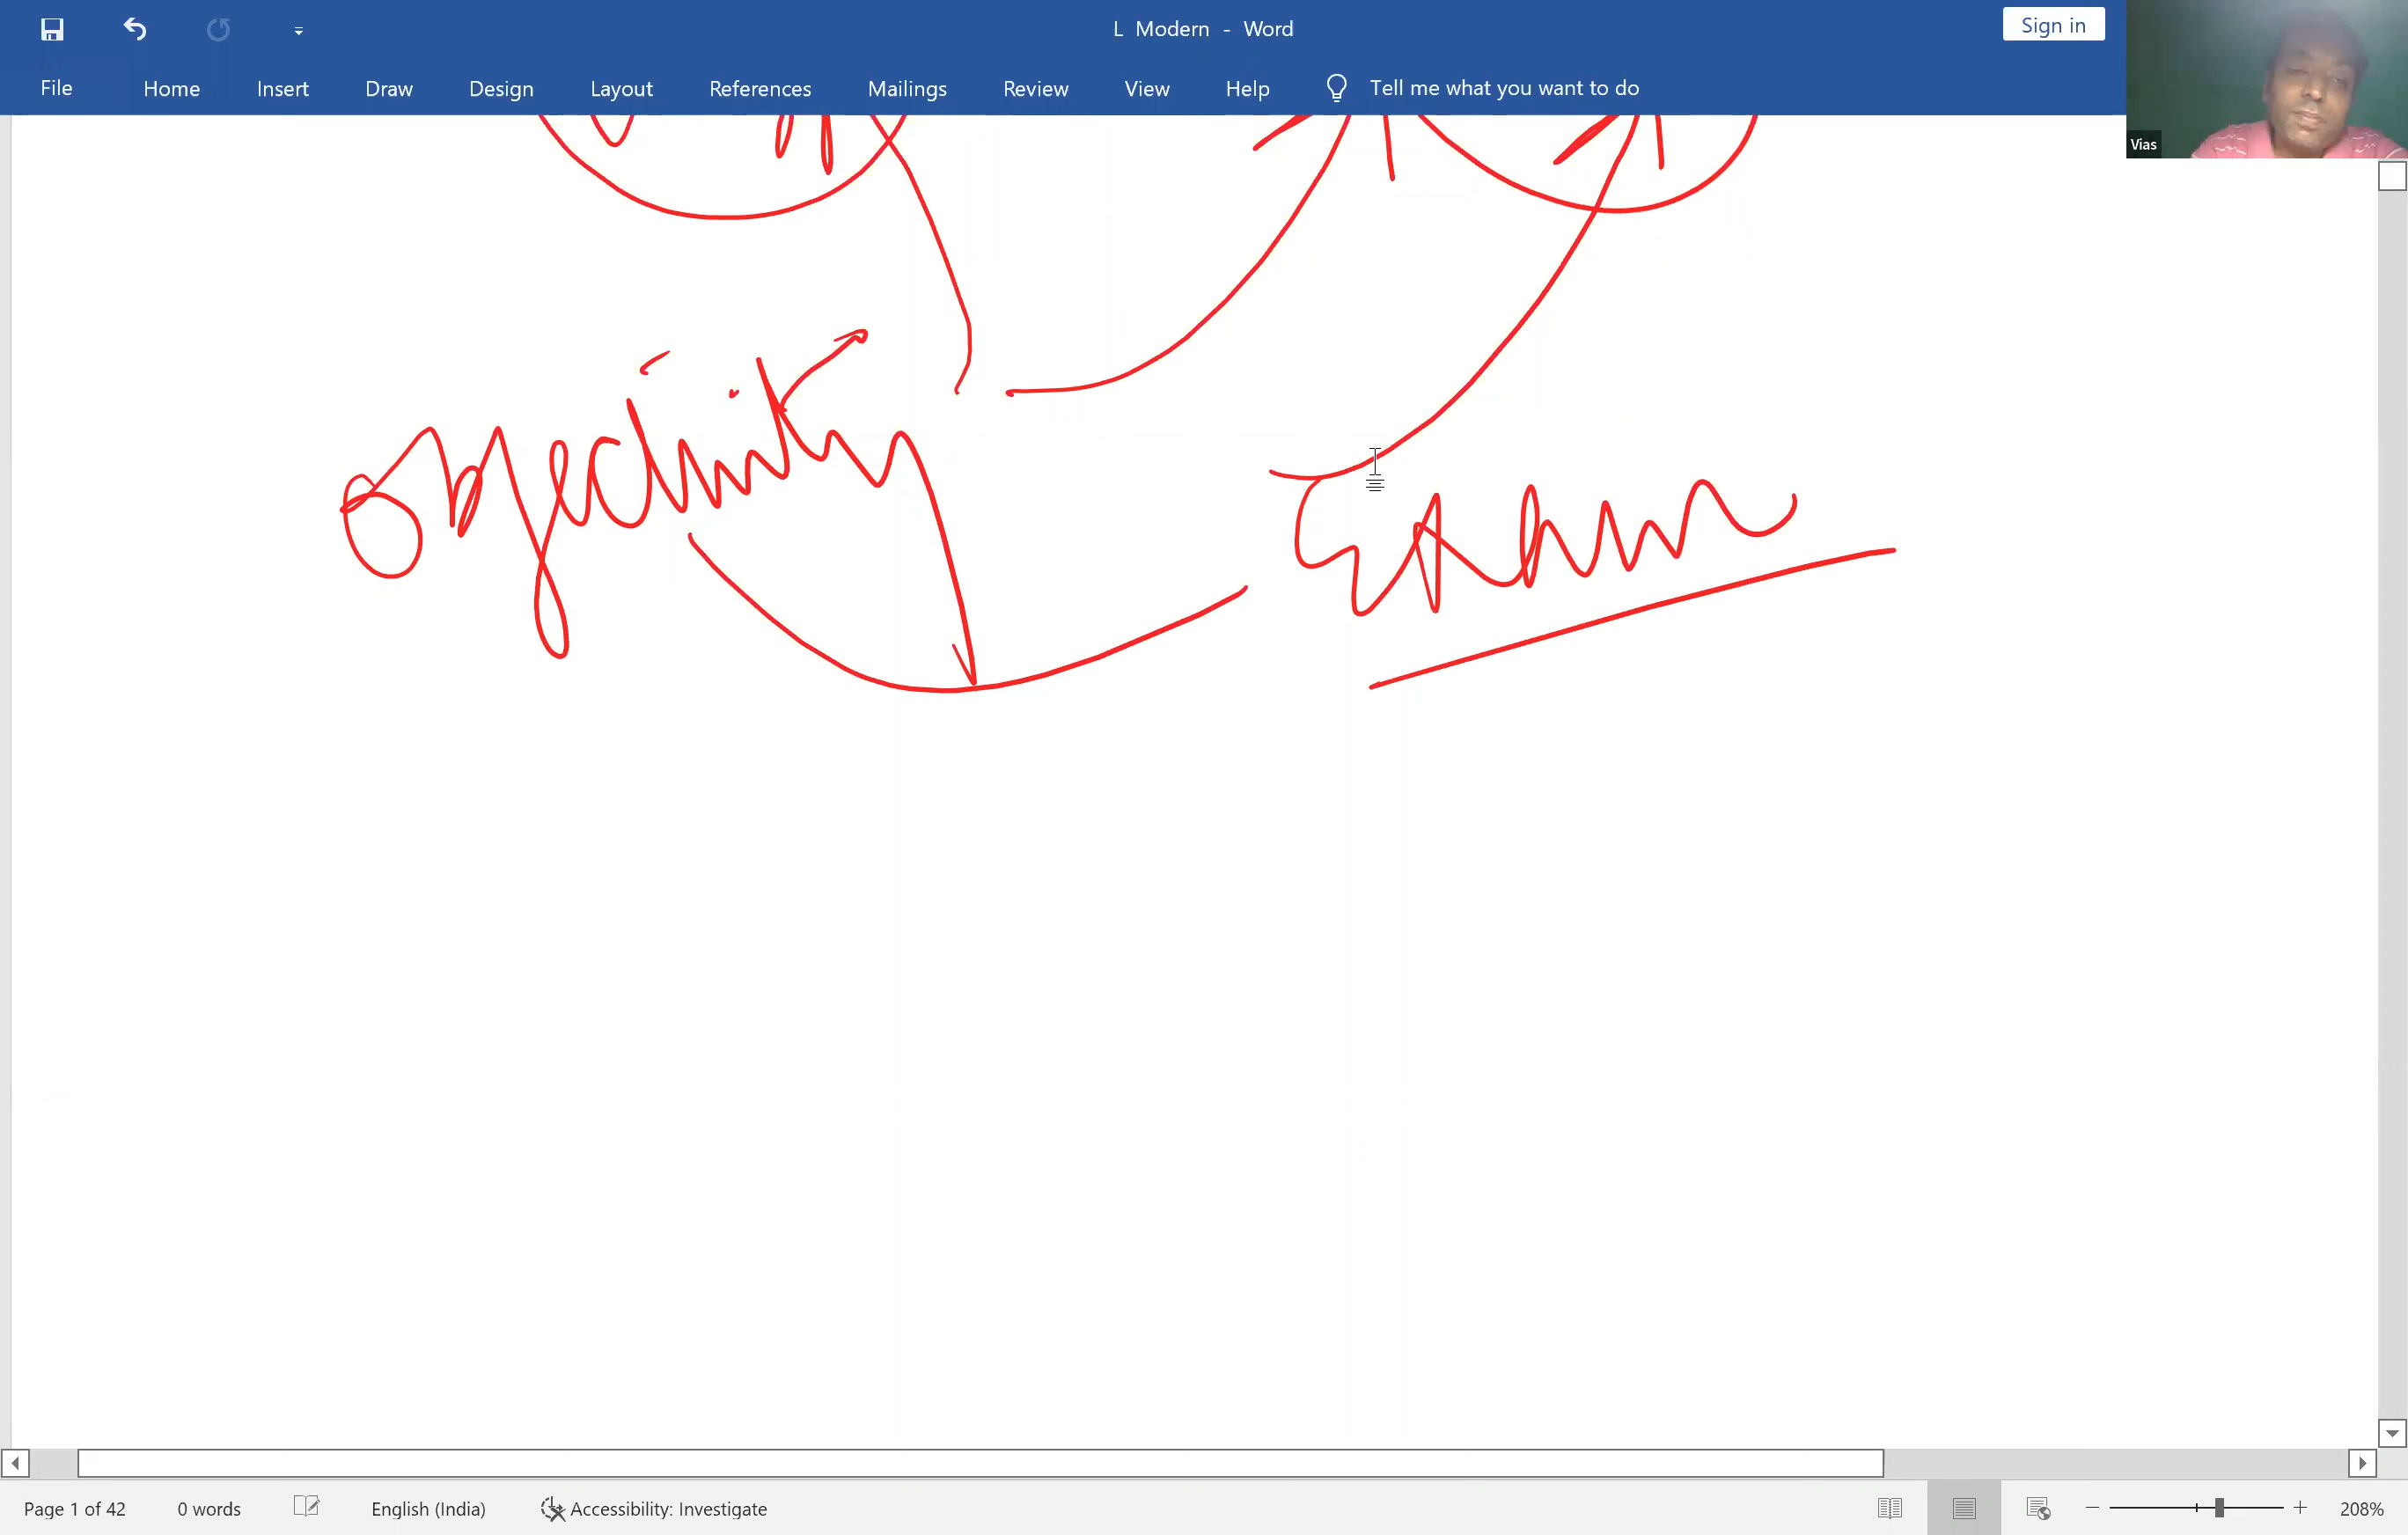 L Modern - Word
Sign in
File Home Insert Draw Design Layout References Mailings Review View Help Tell me what you want to do
Vias
Objectivity
Exam
Page 1 of 42 0 words English (India) Accessibility: Investigate 208%